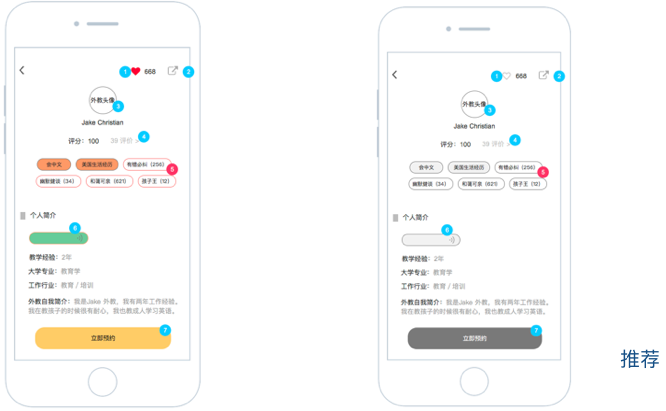 1 668 2
外教头像
3
Jake Christian
评分：100 39 评价 > 4
会中文 美国生活经历 有错必纠（256）
5
幽默健谈（34） 和蔼可亲（621） 孩子王（12）
个人简介
6
教学经验：2年
大学专业：教育学
工作行业：教育 / 培训
外教自我简介：我是Jake 外教，我有两年工作经验。
我在教孩子的时候很有耐心，我也教成人学习英语。
7
立即预约
1 668 2
外教头像
3
Jake Christian
评分：100 39 评价 > 4
会中文 美国生活经历 有错必纠（256）
5
幽默健谈（34） 和蔼可亲（621） 孩子王（12）
个人简介
6
教学经验：2年
大学专业：教育学
工作行业：教育 / 培训
外教自我简介：我是Jake 外教，我有两年工作经验。
我在教孩子的时候很有耐心，我也教成人学习英语。
7
立即预约
推荐